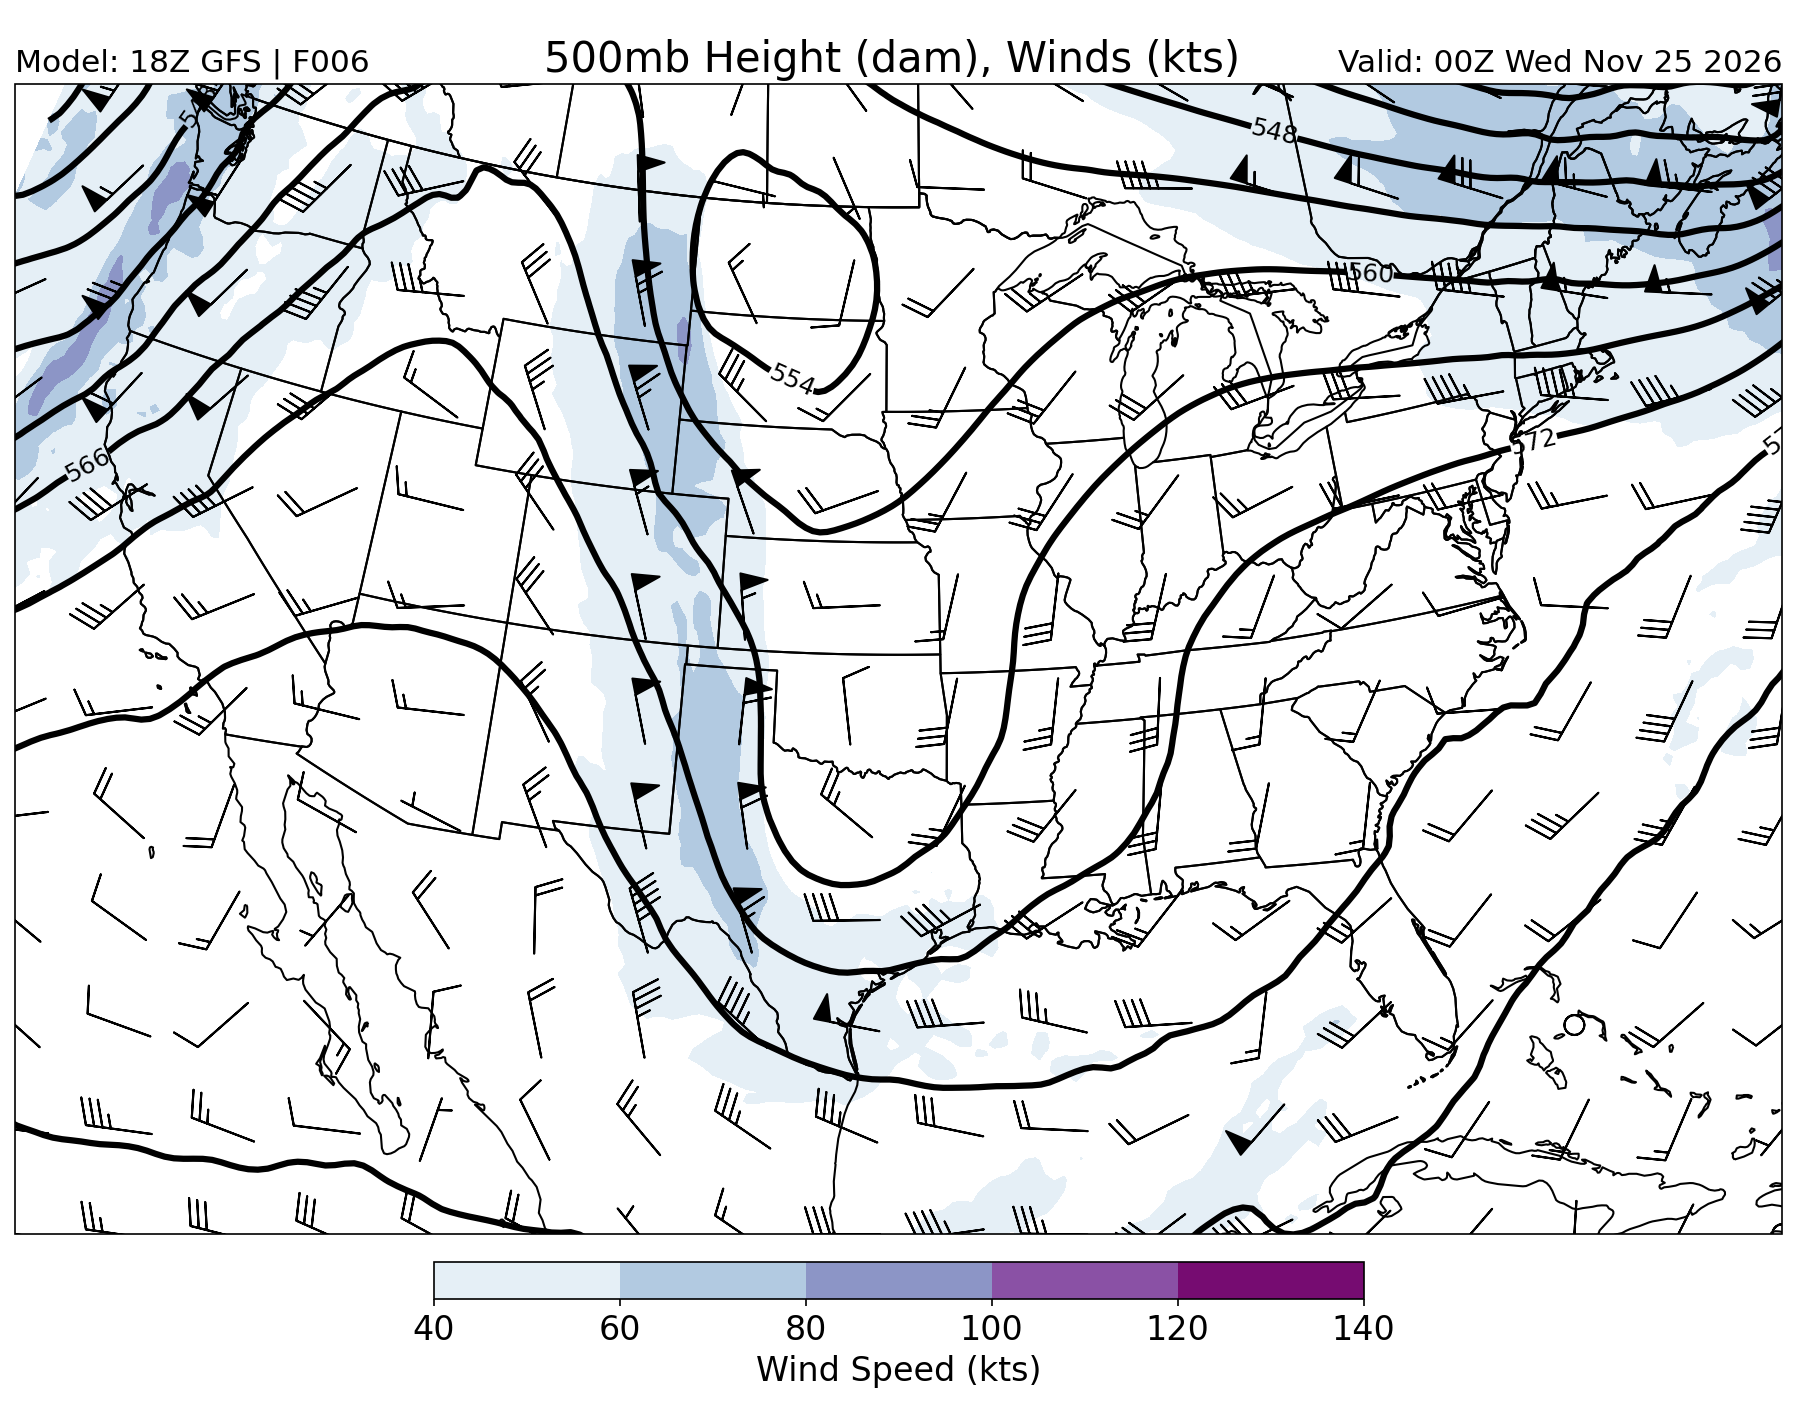 Model: 18Z GFS | F006
500mb Height (dam), Winds (kts)
Valid: 00Z Wed Nov 25 2026
548
560
554
566
572
40 60 80 100 120 140
Wind Speed (kts)